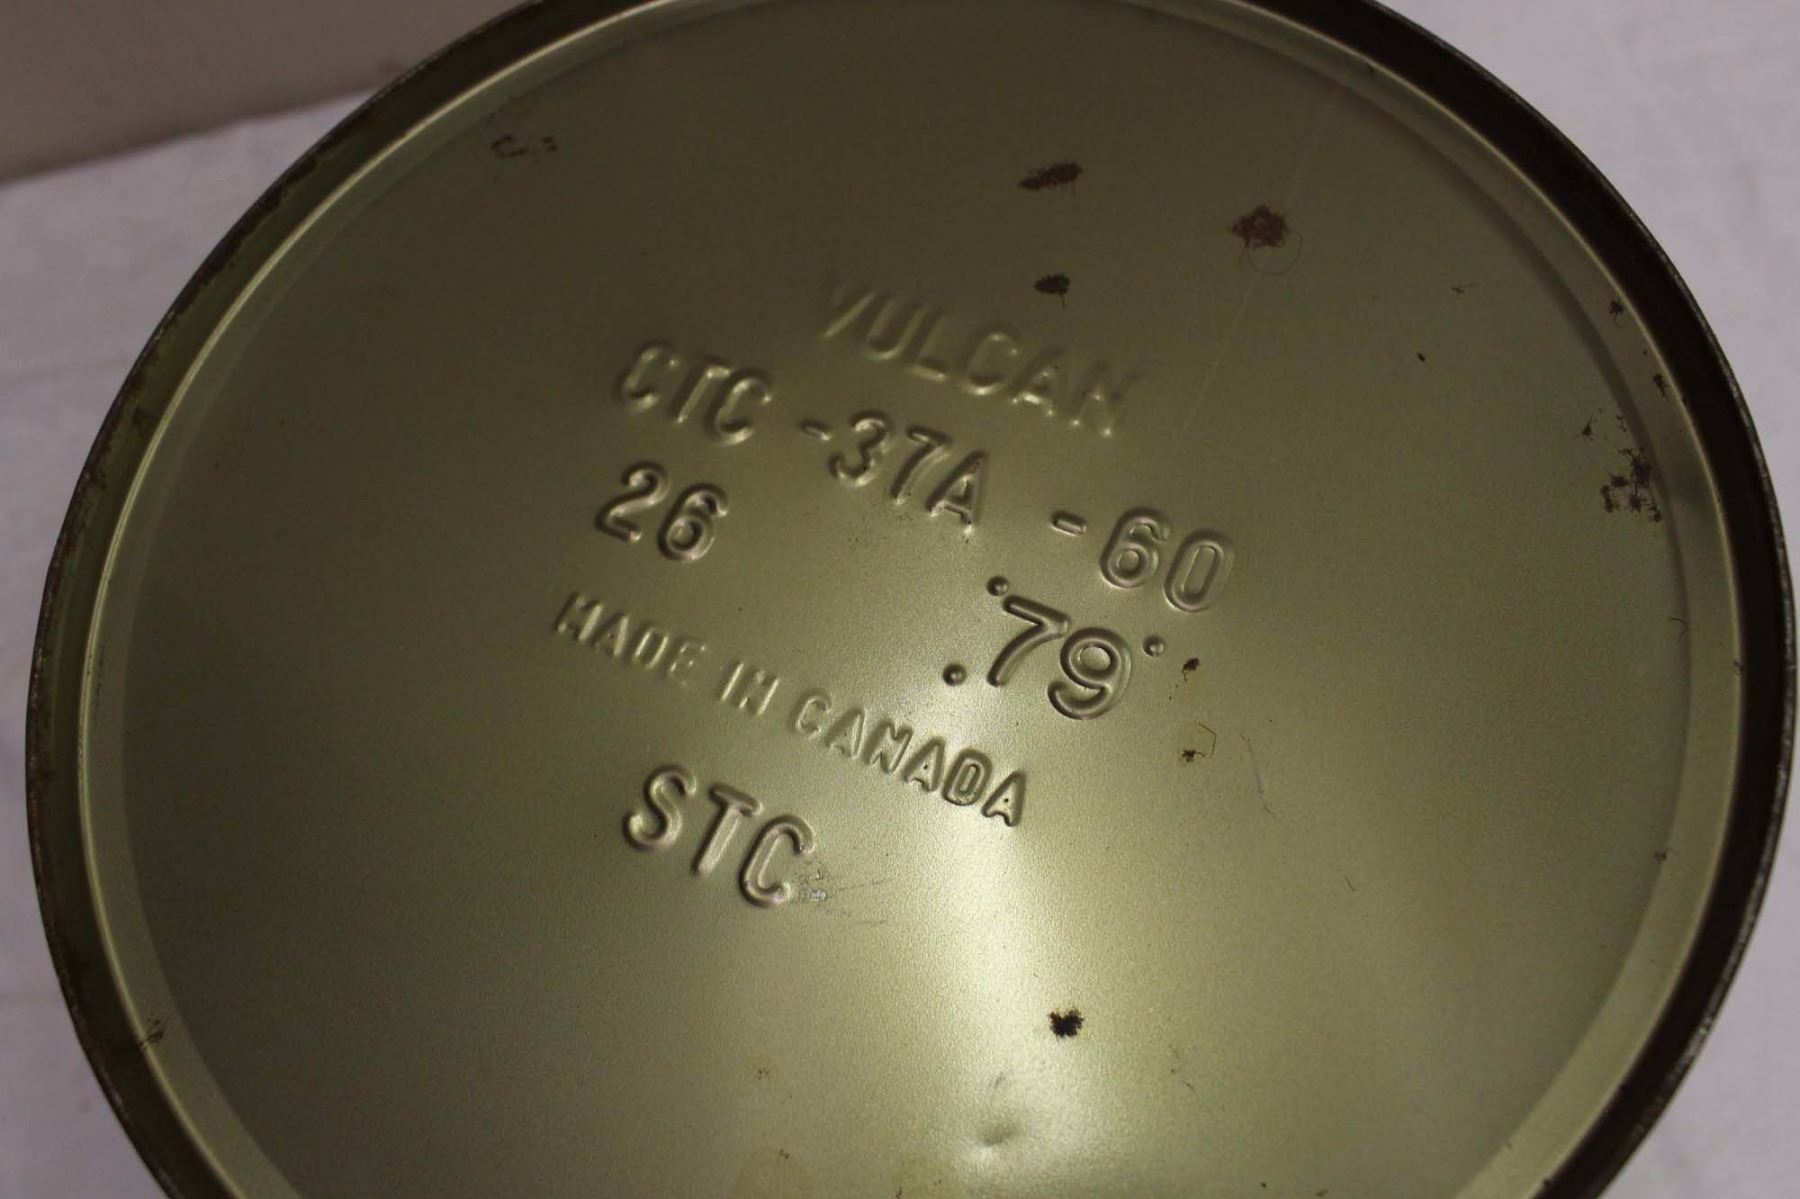 VULCAN
CTC -37A -60
26 .79
MADE IN CANADA
STC